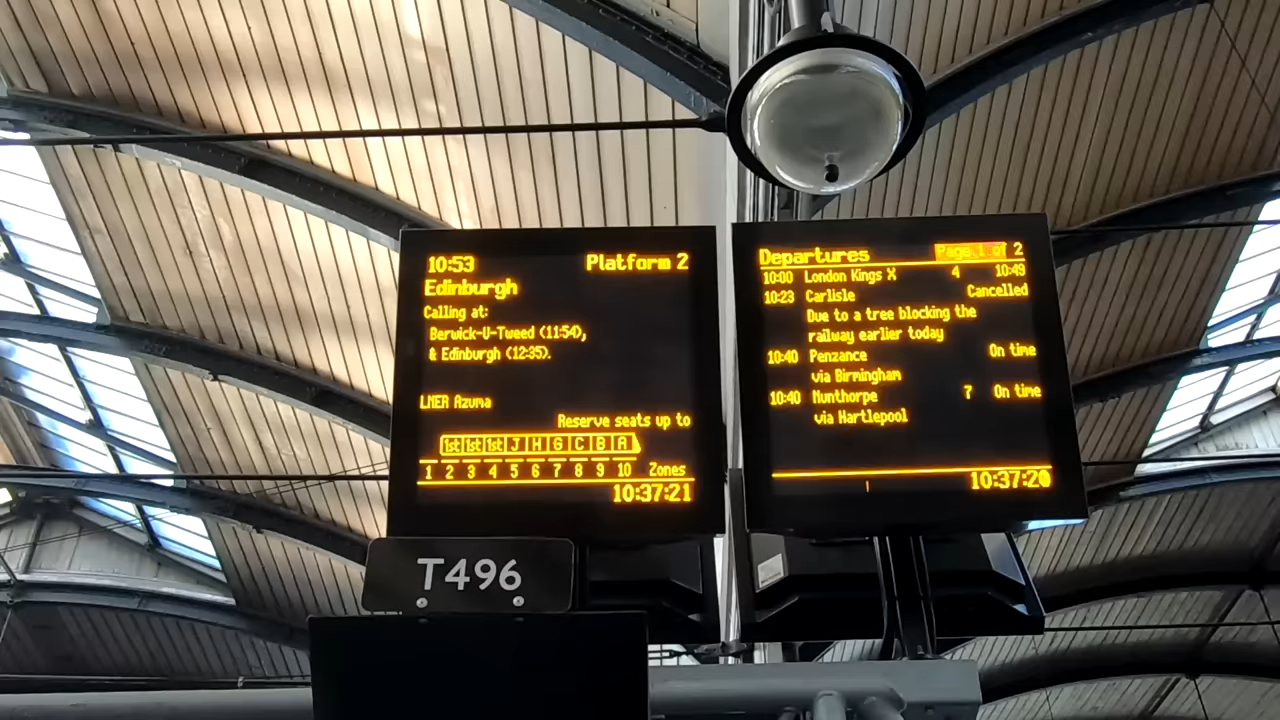 10:53 Platform 2
Edinburgh
Calling at:
Berwick-U-Tweed (11:54),
& Edinburgh (12:35).
LNER Azuma
Reserve seats up to
1st 1st 1st J H G C B A
1 2 3 4 5 6 7 8 9 10 Zones
10:37:21
T496
Departures Page 1 of 2
10:00 London Kings X 4 10:49
10:23 Carlisle Cancelled
Due to a tree blocking the
railway earlier today
10:40 Penzance On time
via Birmingham
10:40 Nunthorpe 7 On time
via Hartlepool
10:37:20